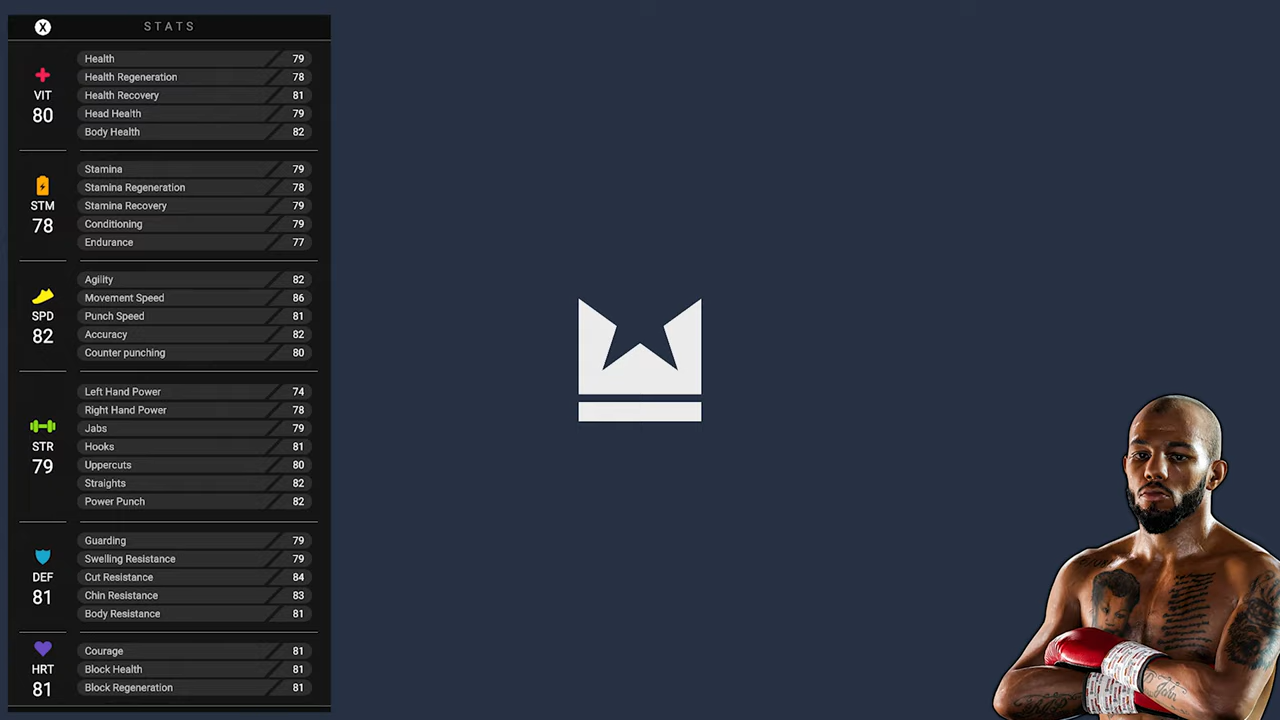 X STATS
VIT
80
Health 79
Health Regeneration 78
Health Recovery 81
Head Health 79
Body Health 82
STM
78
Stamina 79
Stamina Regeneration 78
Stamina Recovery 79
Conditioning 79
Endurance 77
SPD
82
Agility 82
Movement Speed 86
Punch Speed 81
Accuracy 82
Counter punching 80
STR
79
Left Hand Power 74
Right Hand Power 78
Jabs 79
Hooks 81
Uppercuts 80
Straights 82
Power Punch 82
DEF
81
Guarding 79
Swelling Resistance 79
Cut Resistance 84
Chin Resistance 83
Body Resistance 81
HRT
81
Courage 81
Block Health 81
Block Regeneration 81